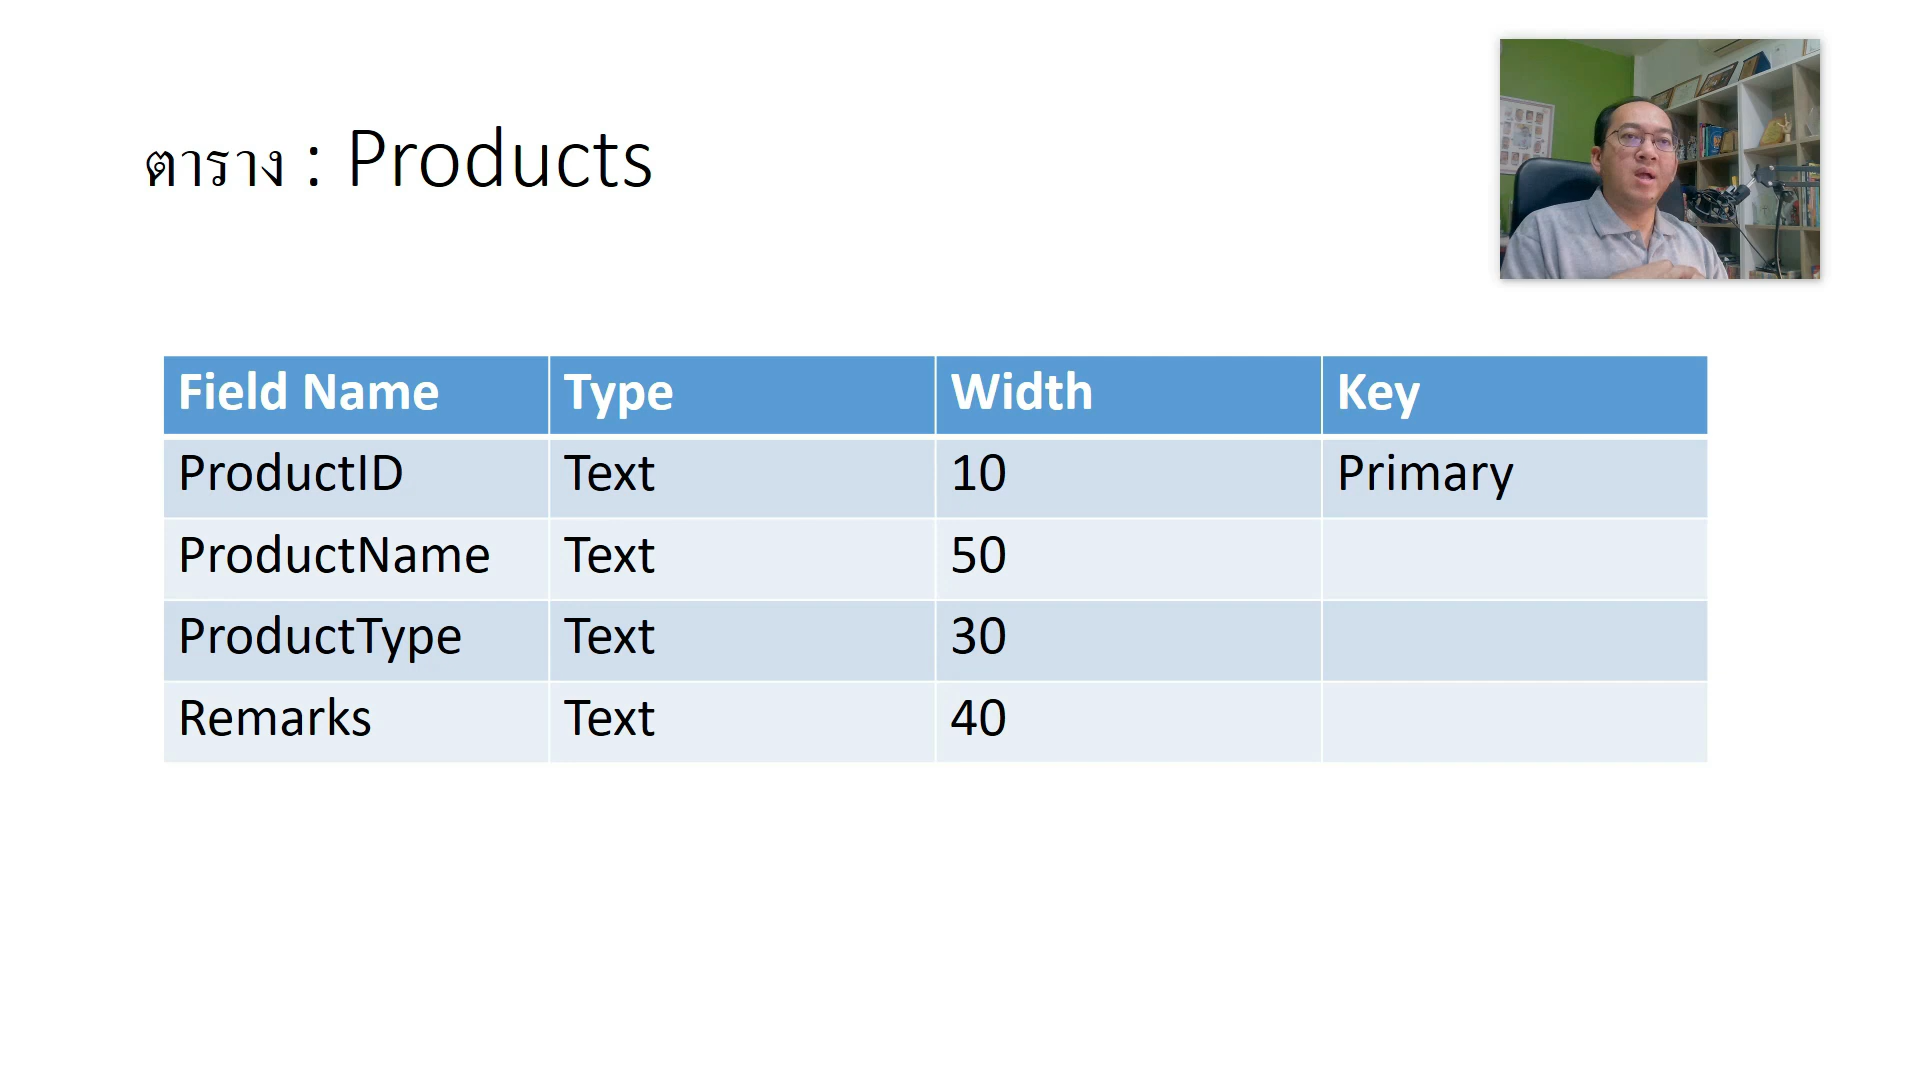 ตาราง : Products
Field Name Type Width Key
ProductID Text 10 Primary
ProductName Text 50
ProductType Text 30
Remarks Text 40